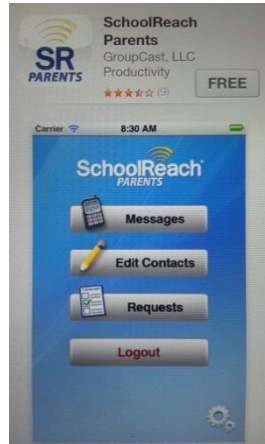 SR
PARENTS
SchoolReach
Parents
GroupCast, LLC
Productivity
(9)
FREE
Carrier
8:30 AM
SchoolReach
PARENTS
Messages
Edit Contacts
Requests
Logout